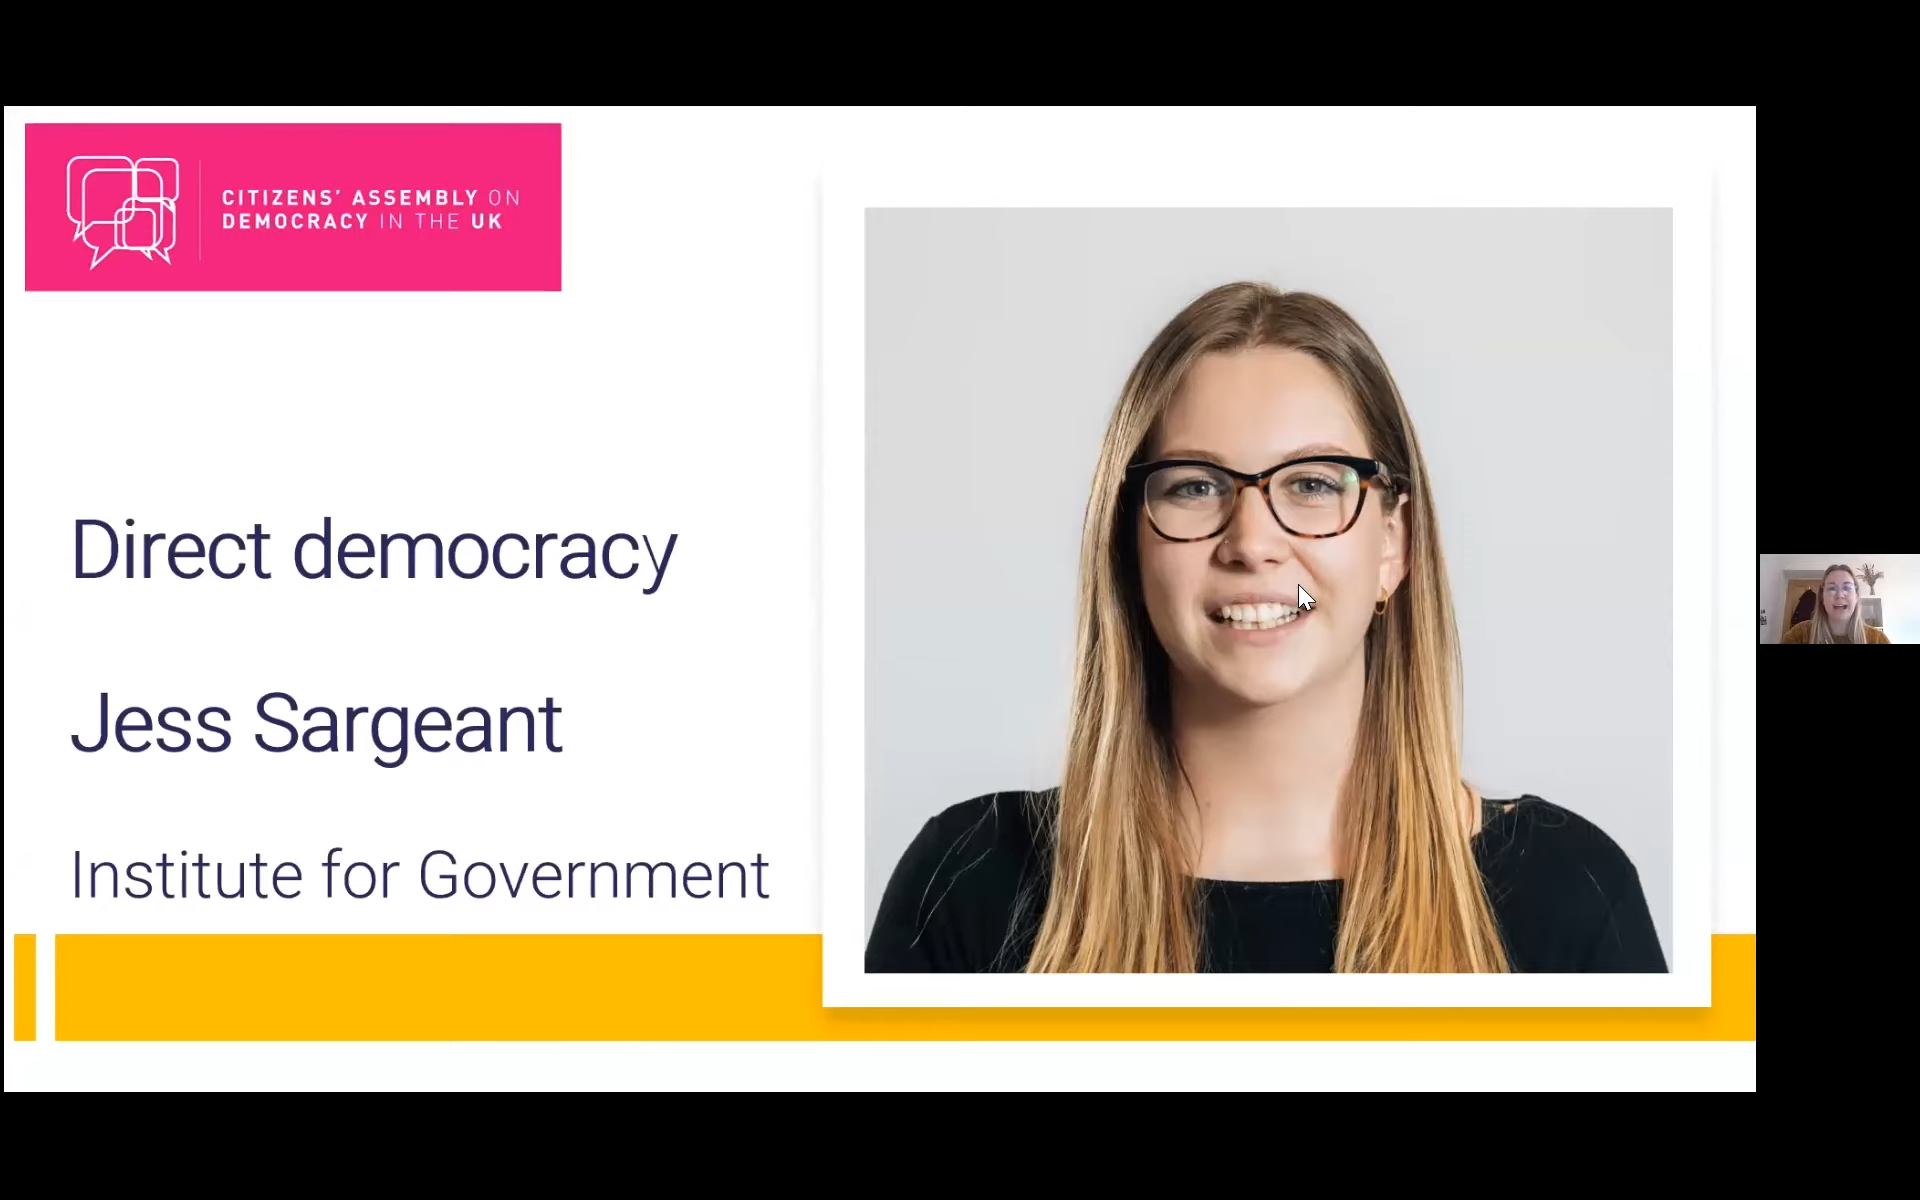 CITIZENS' ASSEMBLY ON
DEMOCRACY IN THE UK
Direct democracy
Jess Sargeant
Institute for Government